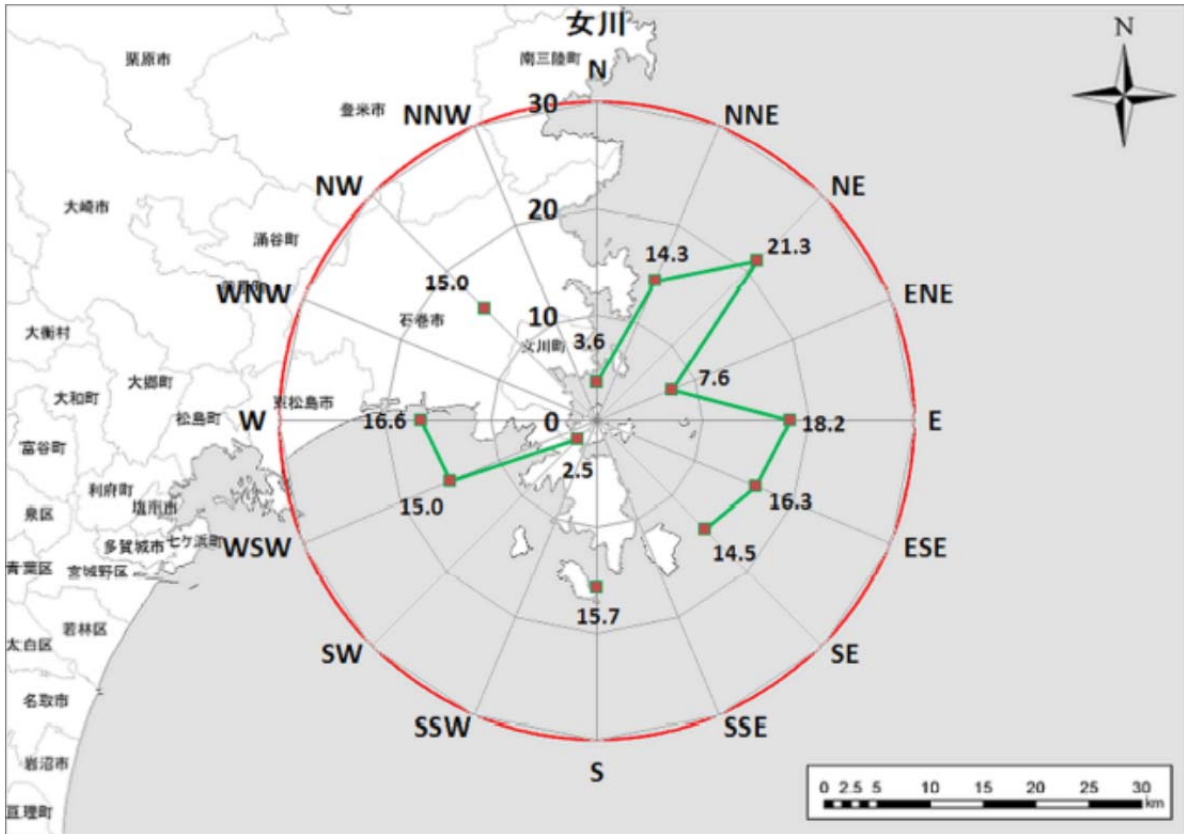 女川
N
N
栗原市
南三陸町
登米市
30
NNW
NNE
NW
NE
大崎市
20
涌谷町
14.3
21.3
WNW
ENE
15.0
石巻市
10
大衡村
女川町
3.6
7.6
大郷町
大和町
東松島市
松島町
W
16.6
0
18.2
E
富谷町
2.5
利府町
15.0
16.3
塩竈市
泉区
WSW
多賀城市
七ケ浜町
14.5
ESE
青葉区
宮城野区
15.7
若林区
太白区
SW
SE
名取市
SSW
SSE
岩沼市
S
0 2.5 5 10 15 20 25 30
km
亘理町